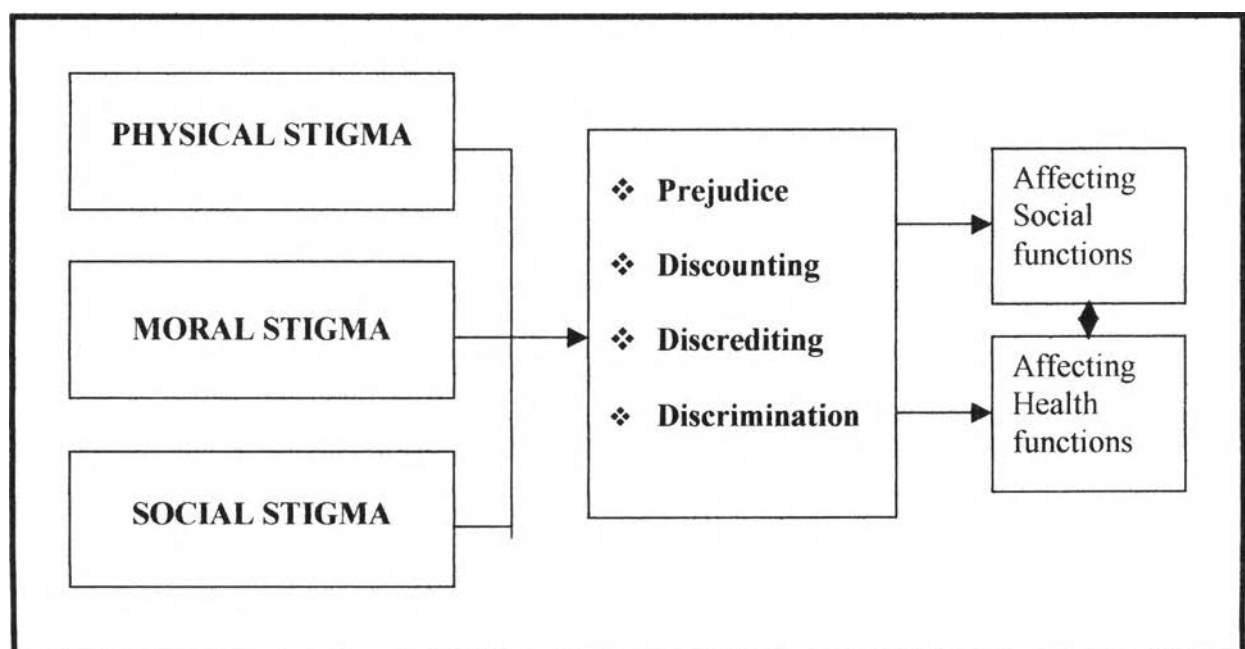 PHYSICAL STIGMA
MORAL STIGMA
SOCIAL STIGMA
❖ Prejudice
❖ Discounting
❖ Discrediting
❖ Discrimination
Affecting
Social
functions
Affecting
Health
functions